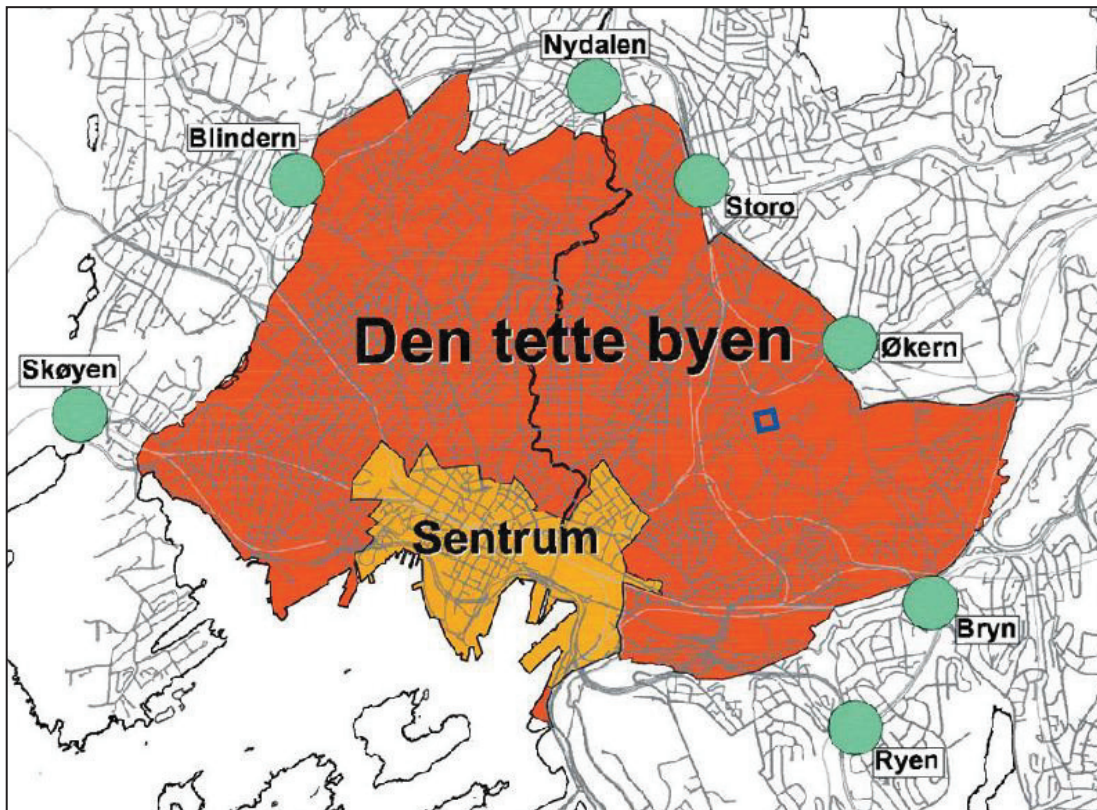 Nydalen
Blindern
Storo
Den tette byen
Økern
Skøyen
Sentrum
Bryn
Ryen